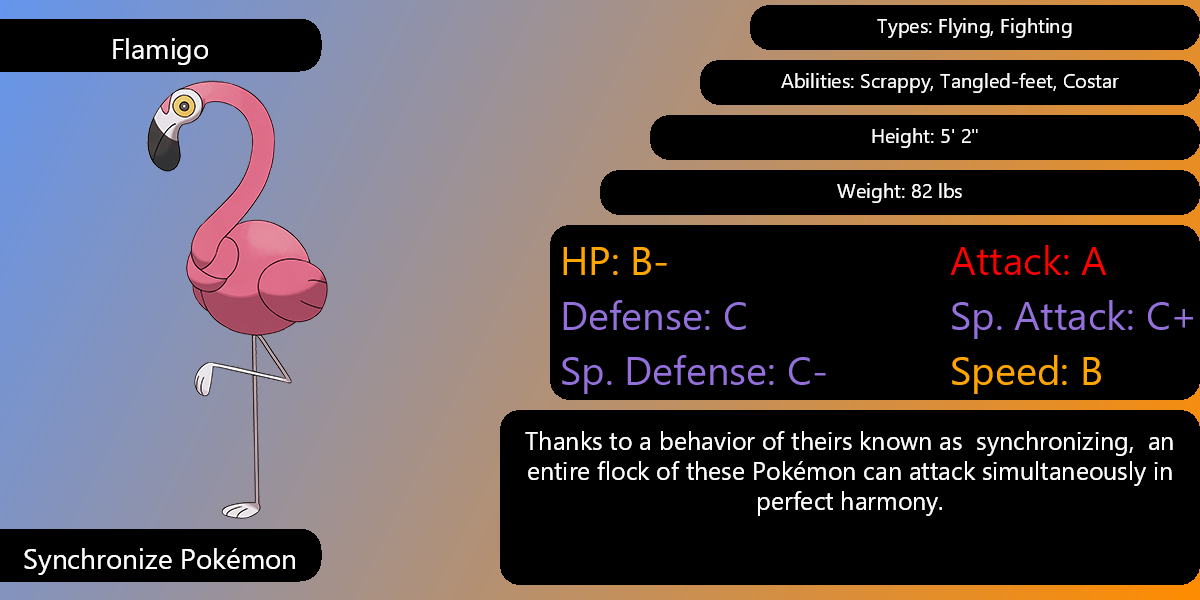 Flamigo
Types: Flying, Fighting
Abilities: Scrappy, Tangled-feet, Costar
Height: 5' 2"
Weight: 82 lbs
HP: B-
Attack: A
Defense: C
Sp. Attack: C+
Sp. Defense: C-
Speed: B
Thanks to a behavior of theirs known as  synchronizing,  an
entire flock of these Pokémon can attack simultaneously in
perfect harmony.
Synchronize Pokémon